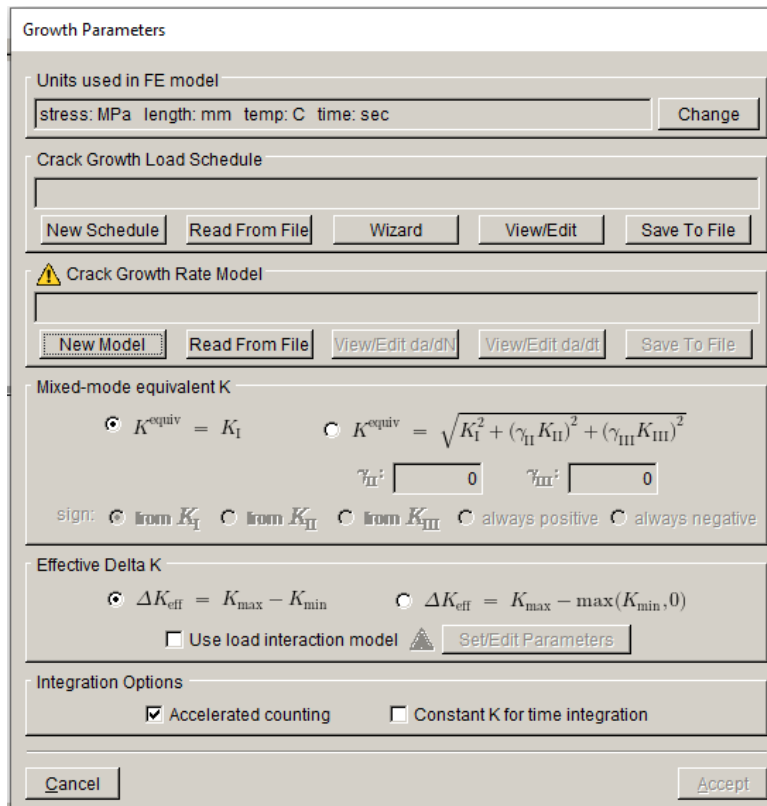 Growth Parameters
Units used in FE model
stress: MPa length: mm temp: C time: sec Change
Crack Growth Load Schedule
New Schedule Read From File Wizard View/Edit Save To File
Crack Growth Rate Model
New Model Read From File View/Edit da/dN View/Edit da/dt Save To File
Mixed-mode equivalent K
K^equiv = K_I K^equiv = √(K_I^2 + (γ_II K_II)^2 + (γ_III K_III)^2)
γ_II: 0 γ_III: 0
sign: from K_I from K_II from K_III always positive always negative
Effective Delta K
ΔK_eff = K_max − K_min ΔK_eff = K_max − max(K_min,0)
Use load interaction model Set/Edit Parameters
Integration Options
Accelerated counting Constant K for time integration
Cancel Accept